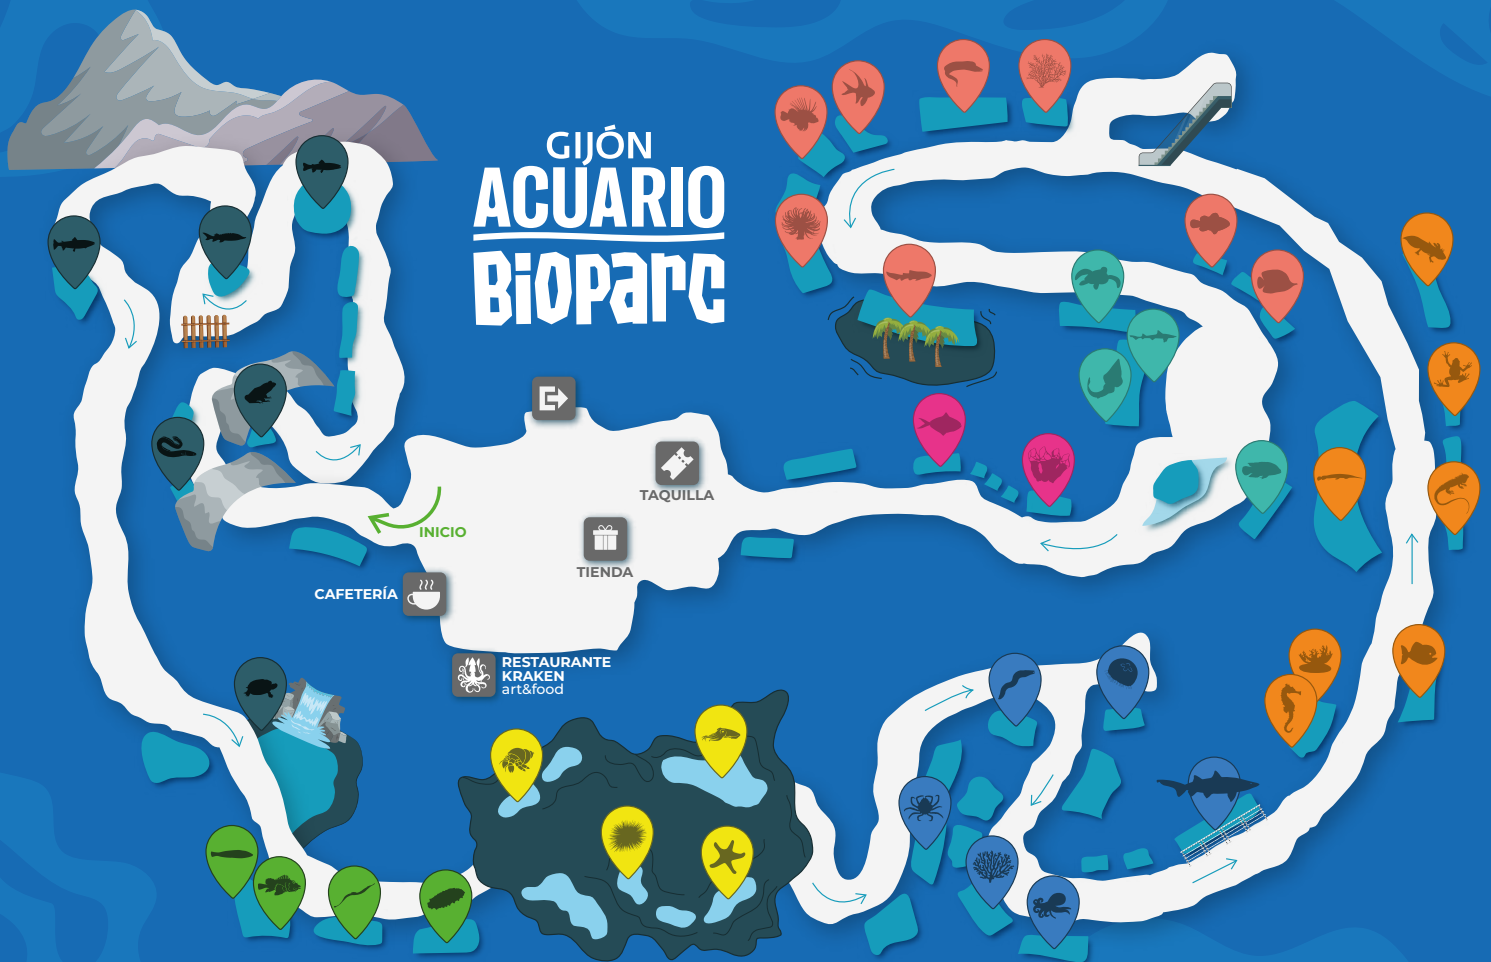 GIJÓN
ACUARIO
BIOPARC
TAQUILLA
INICIO
TIENDA
CAFETERÍA
RESTAURANTE
KRAKEN
art&food